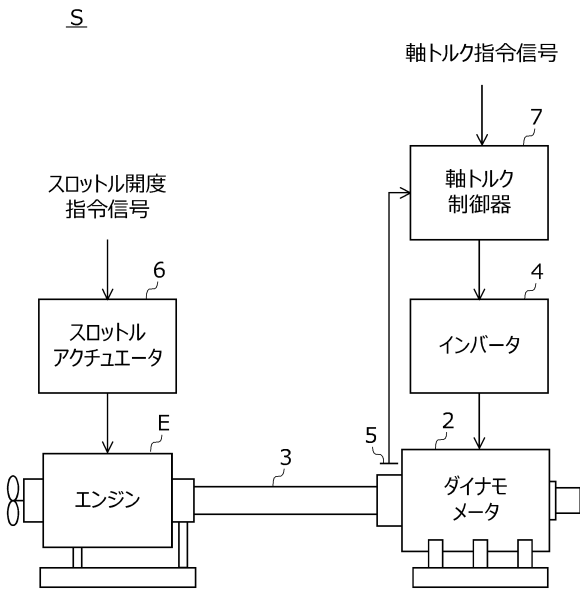 S
軸トルク指令信号
7
軸トルク
制御器
スロットル開度
指令信号
6
スロットル
アクチュエータ
4
インバータ
E
エンジン
3
5
2
ダイナモ
メータ